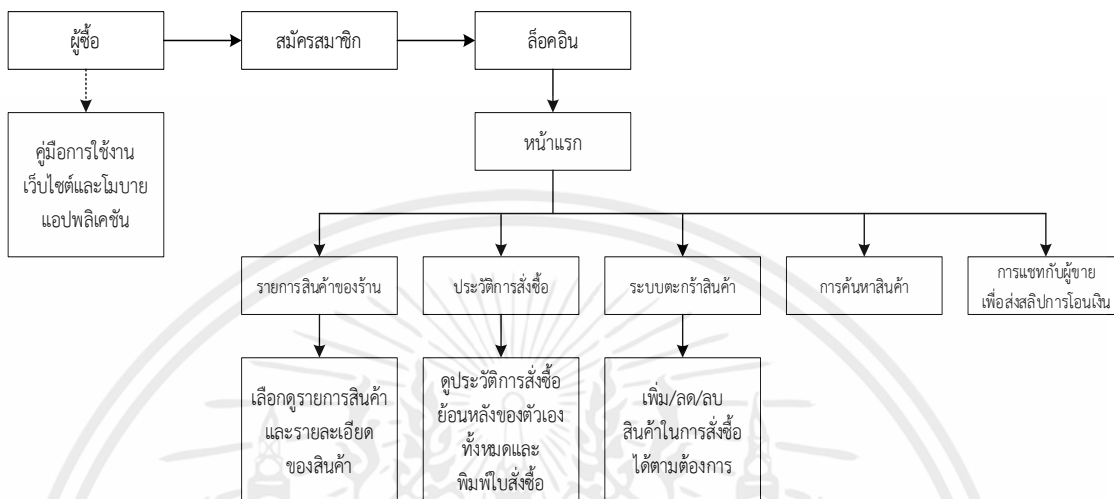 ผู้ซื้อ
สมัครสมาชิก
ล็อคอิน
คู่มือการใช้งาน
เว็บไซต์และโมบาย
แอปพลิเคชัน
หน้าแรก
รายการสินค้าของร้าน
ประวัติการสั่งซื้อ
ระบบตะกร้าสินค้า
การค้นหาสินค้า
การแชทกับผู้ขาย
เพื่อส่งสลิปการโอนเงิน
เลือกดูรายการสินค้า
และรายละเอียด
ของสินค้า
ดูประวัติการสั่งซื้อ
ย้อนหลังของตัวเอง
ทั้งหมดและ
พิมพ์ใบสั่งซื้อ
เพิ่ม/ลด/ลบ
สินค้าในการสั่งซื้อ
ได้ตามต้องการ